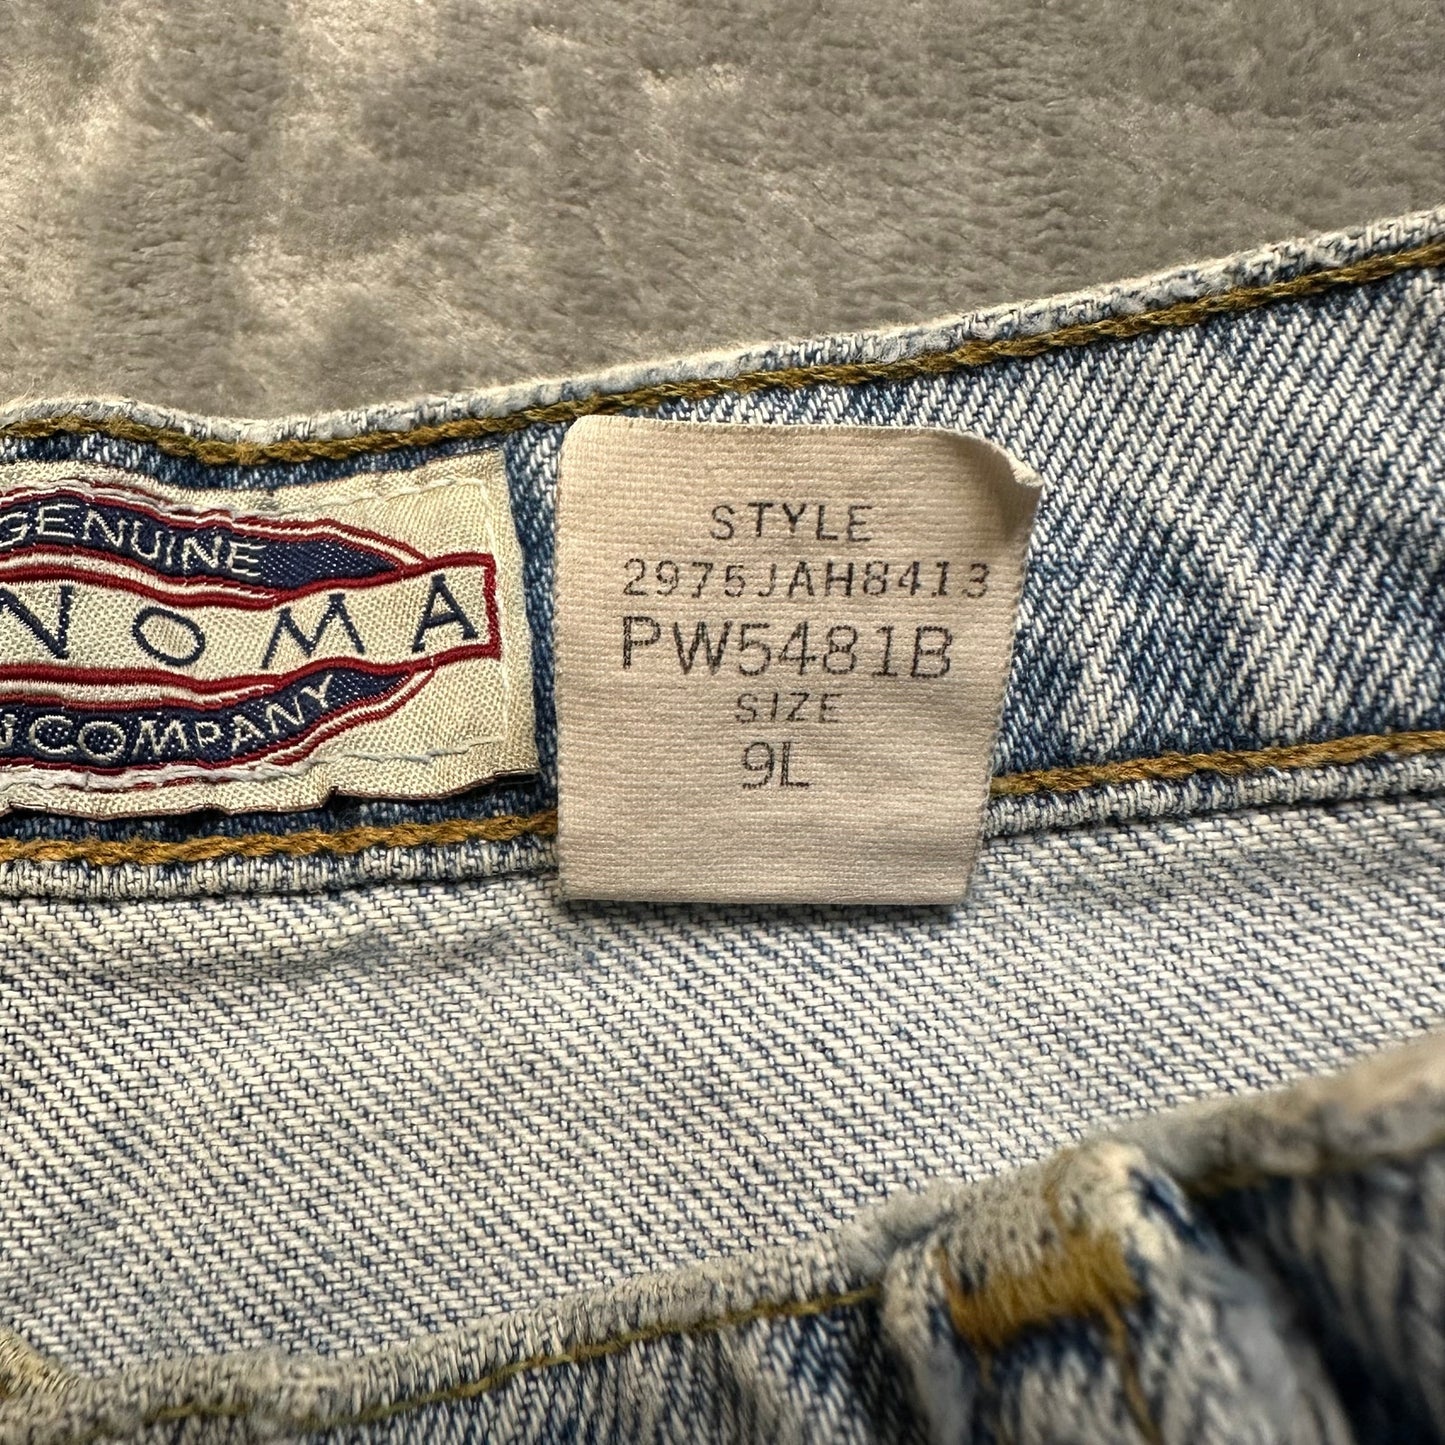 GENUINE
NOMA
N COMPANY
STYLE
2975JAH8413
PW5481B
SIZE
9L